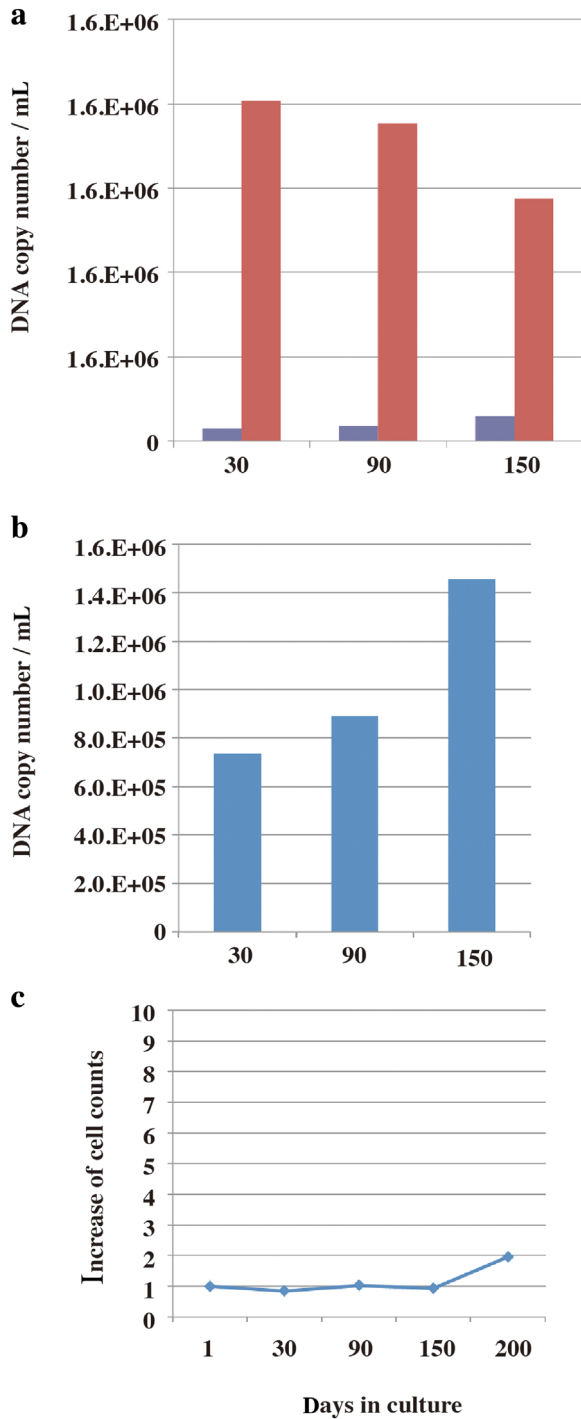 a
DNA copy number / mL
1.6.E+06
1.6.E+06
1.6.E+06
1.6.E+06
1.6.E+06
0
30 90 150
b
DNA copy number / mL
1.6.E+06
1.4.E+06
1.2.E+06
1.0.E+06
8.0.E+05
6.0.E+05
4.0.E+05
2.0.E+05
0
30 90 150
c
Increase of cell counts
10
9
8
7
6
5
4
3
2
1
0
1 30 90 150 200
Days in culture